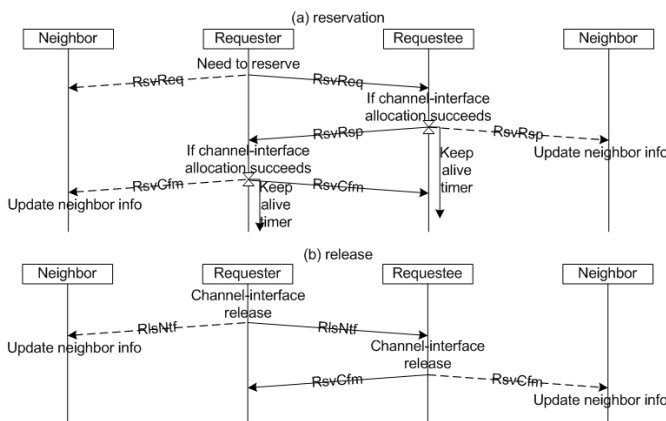 (a) reservation
Neighbor
Requester
Requestee
Neighbor
Need to reserve
RsvReq
RsvReq
If channel-interface
allocation succeeds
RsvRsp
RsvRsp
Keep
alive
timer
Update neighbor info
If channel-interface
allocation succeeds
RsvCfm
RsvCfm
Keep
alive
timer
Update neighbor info
(b) release
Neighbor
Requester
Requestee
Neighbor
Channel-interface
release
RlsNtf
RlsNtf
Update neighbor info
Channel-interface
release
RsvCfm
RsvCfm
Update neighbor info